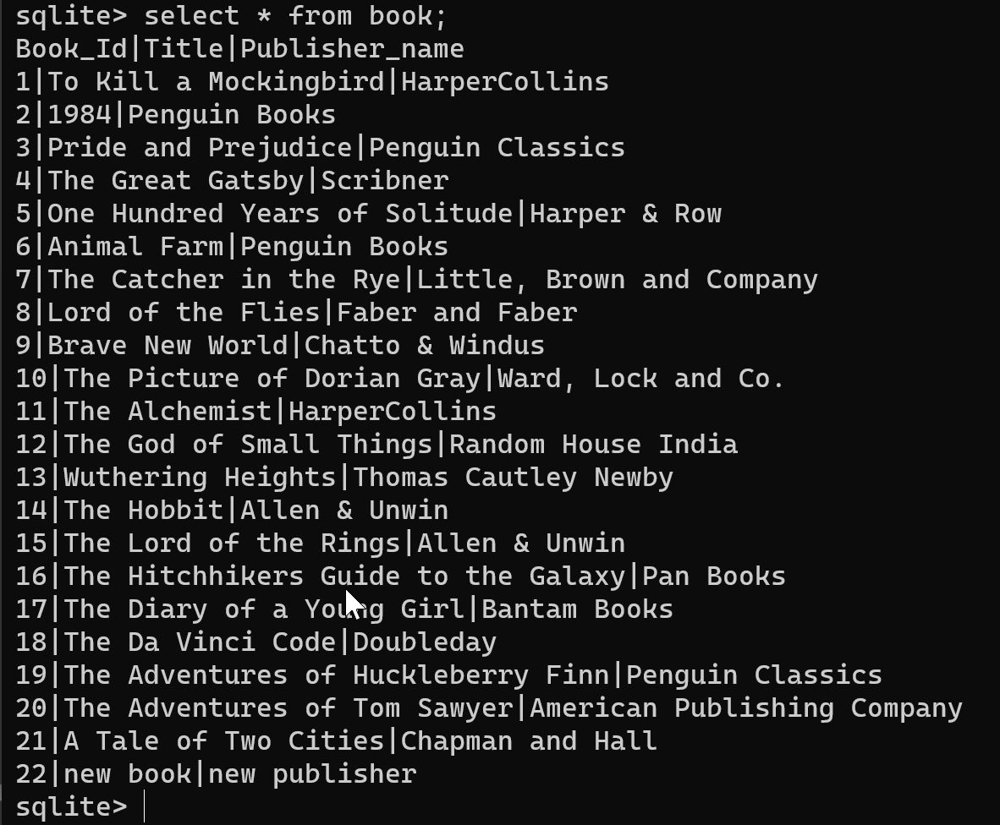 sqlite> select * from book;
Book_Id|Title|Publisher_name
1|To Kill a Mockingbird|HarperCollins
2|1984|Penguin Books
3|Pride and Prejudice|Penguin Classics
4|The Great Gatsby|Scribner
5|One Hundred Years of Solitude|Harper & Row
6|Animal Farm|Penguin Books
7|The Catcher in the Rye|Little, Brown and Company
8|Lord of the Flies|Faber and Faber
9|Brave New World|Chatto & Windus
10|The Picture of Dorian Gray|Ward, Lock and Co.
11|The Alchemist|HarperCollins
12|The God of Small Things|Random House India
13|Wuthering Heights|Thomas Cautley Newby
14|The Hobbit|Allen & Unwin
15|The Lord of the Rings|Allen & Unwin
16|The Hitchhikers Guide to the Galaxy|Pan Books
17|The Diary of a Young Girl|Bantam Books
18|The Da Vinci Code|Doubleday
19|The Adventures of Huckleberry Finn|Penguin Classics
20|The Adventures of Tom Sawyer|American Publishing Company
21|A Tale of Two Cities|Chapman and Hall
22|new book|new publisher
sqlite>